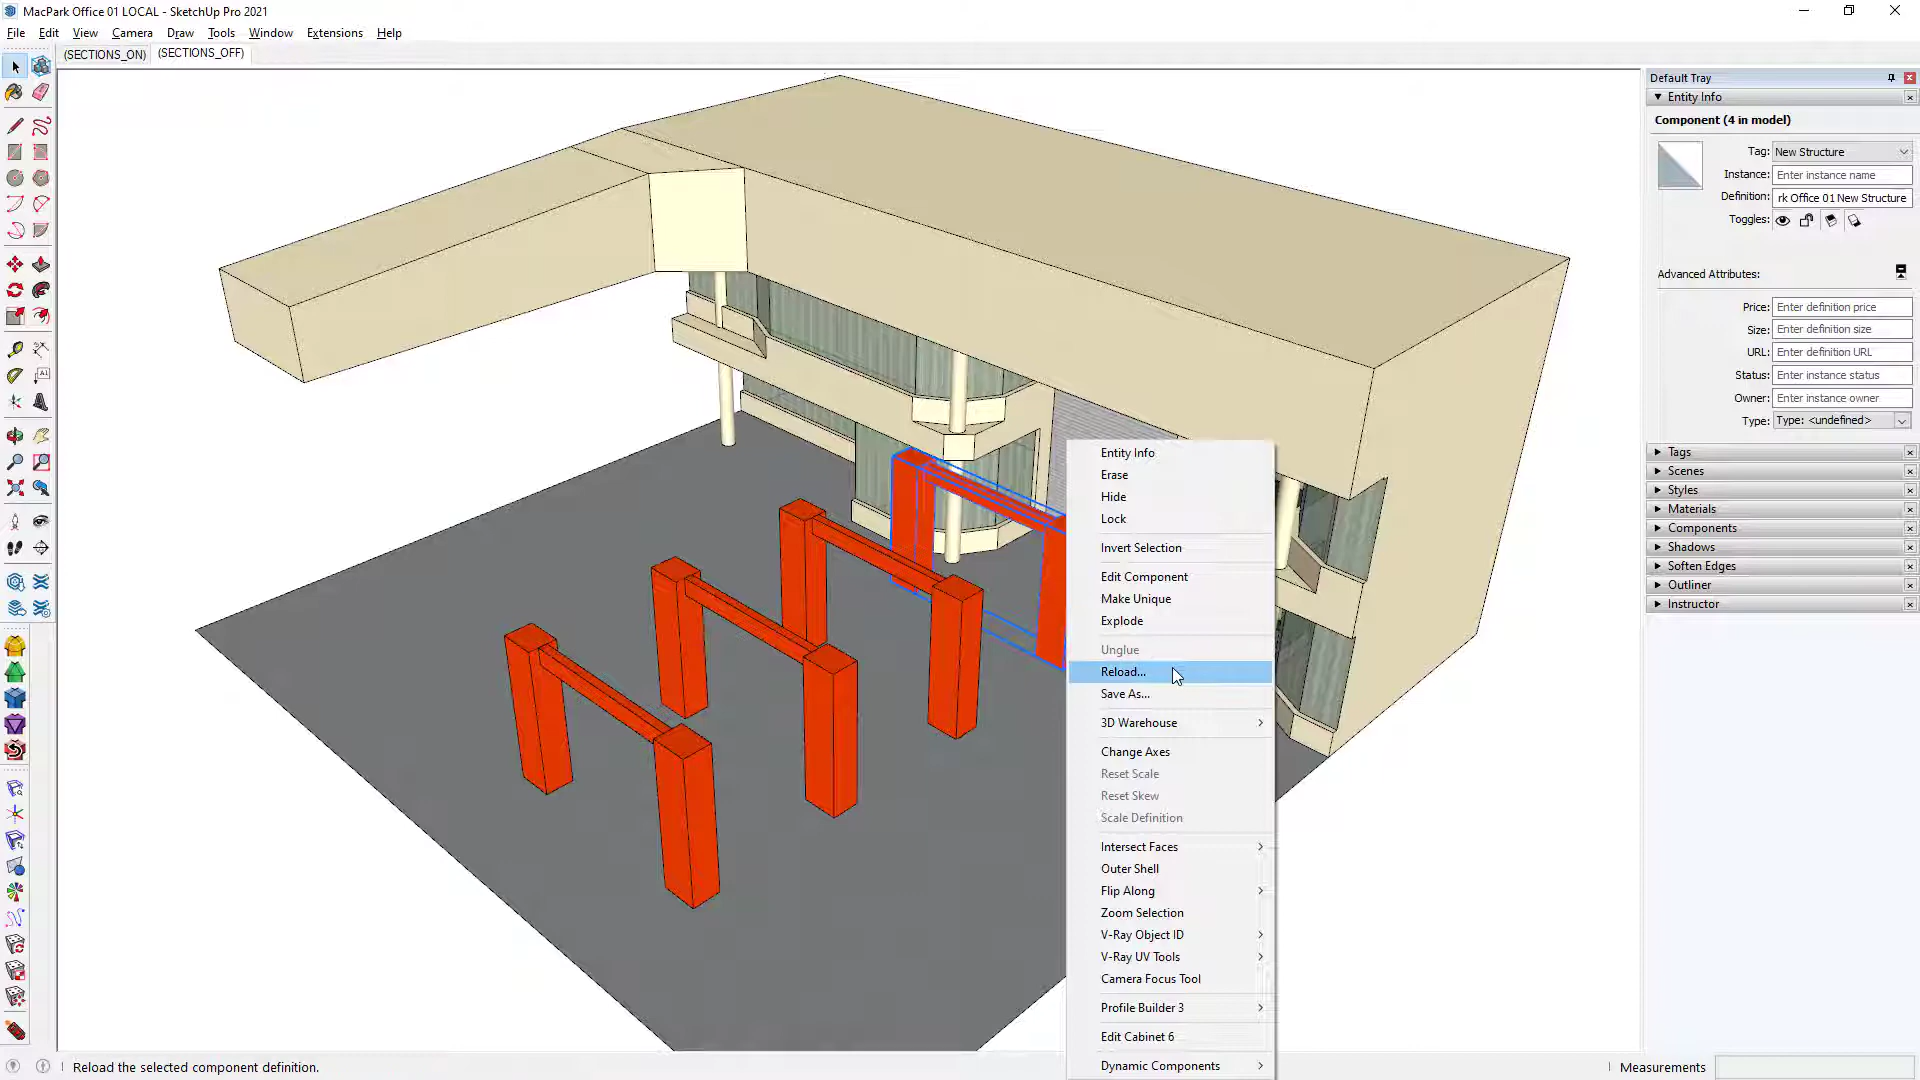 MacPark Office 01 LOCAL - SketchUp Pro 2021
File Edit View Camera Draw Tools Window Extensions Help
(SECTIONS_ON) (SECTIONS_OFF)
Default Tray
Entity Info
Component (4 in model)
Tag: New Structure
Instance: Enter instance name
Definition: rk Office 01 New Structure
Toggles:
Advanced Attributes:
Price: Enter definition price
Size: Enter definition size
URL: Enter definition URL
Status: Enter instance status
Owner: Enter instance owner
Type: Type: <undefined>
Tags
Scenes
Styles
Materials
Components
Shadows
Soften Edges
Outliner
Instructor
Entity Info
Erase
Hide
Lock
Invert Selection
Edit Component
Make Unique
Explode
Unglue
Reload...
Save As...
3D Warehouse
Change Axes
Reset Scale
Reset Skew
Scale Definition
Intersect Faces
Outer Shell
Flip Along
Zoom Selection
V-Ray Object ID
V-Ray UV Tools
Camera Focus Tool
Profile Builder 3
Edit Cabinet 6
Dynamic Components
Reload the selected component definition.
Measurements